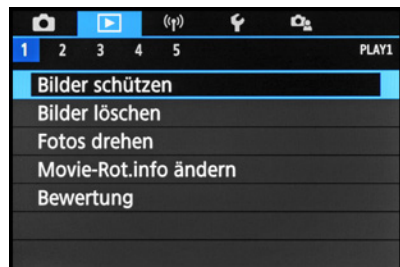 1 2 3 4 5 PLAY1
Bilder schützen
Bilder löschen
Fotos drehen
Movie-Rot.info ändern
Bewertung